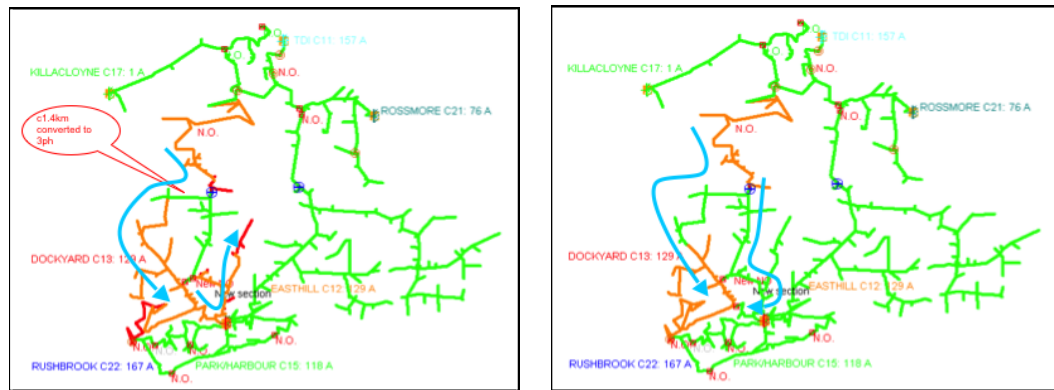 TDI C11: 157 A
KILLACLOYNE C17: 1 A
N.O.
ROSSMORE C21: 76 A
N.O.
c1.4km
converted to
3ph
N.O.
DOCKYARD C13: 129 A
New NO
EASTHILL C12: 129 A
New section
N.O.
N.O.
N.O.
N.O.
RUSHBROOK C22: 167 A
PARK/HARBOUR C15: 118 A
N.O.
TDI C11: 157 A
KILLACLOYNE C17: 1 A
N.O.
ROSSMORE C21: 76 A
N.O.
N.O.
DOCKYARD C13: 129 A
New NO
EASTHILL C12: 129 A
New section
N.O.
N.O.
N.O.
N.O.
RUSHBROOK C22: 167 A
PARK/HARBOUR C15: 118 A
N.O.